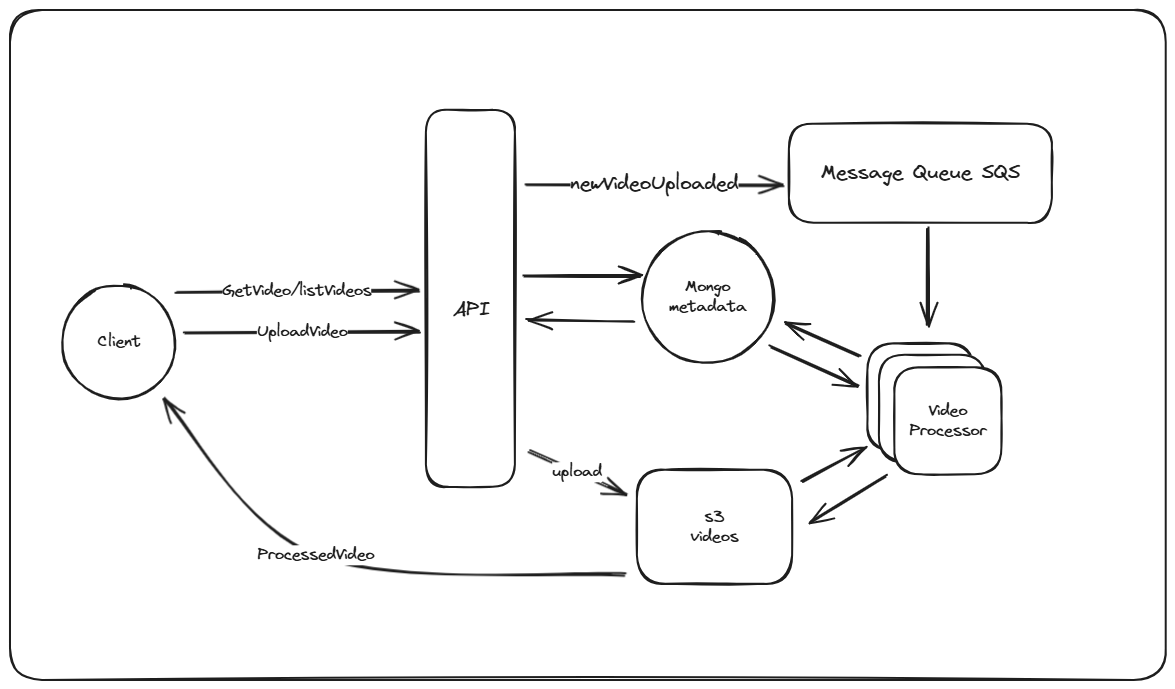 Message Queue SQS
newVideoUploaded
GetVideo/listVideos
Mongo
metadata
API
UploadVideo
Client
Video
Processor
upload
s3
videos
ProcessedVideo